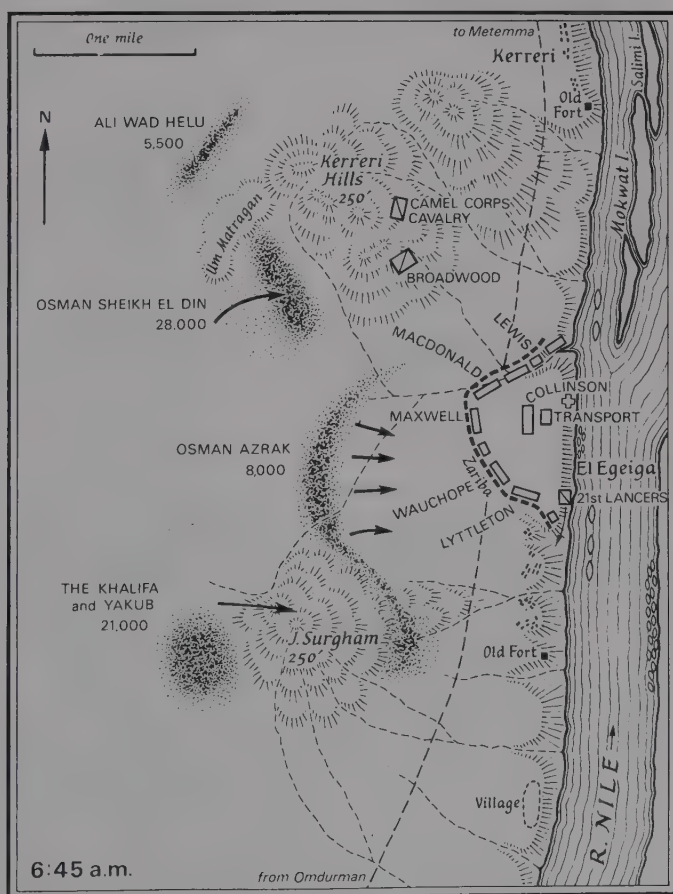 One mile
to Metemma
Kerreri
Salimi I.
Old
Fort
N
ALI WAD HELU
5,500
Kerreri
Hills
250'
Mokwat I.
CAMEL CORPS
CAVALRY
Um Matragan
BROADWOOD
OSMAN SHEIKH EL DIN
28.000
LEWIS
MACDONALD
COLLINSON
MAXWELL
TRANSPORT
OSMAN AZRAK
8,000
El Egeiga
Zariba
21st LANCERS
WAUCHOPE
LYTTLETON
THE KHALIFA
and YAKUB
21,000
J. Surgham
250'
Old Fort
R. NILE
Village
6:45 a.m.
from Omdurman